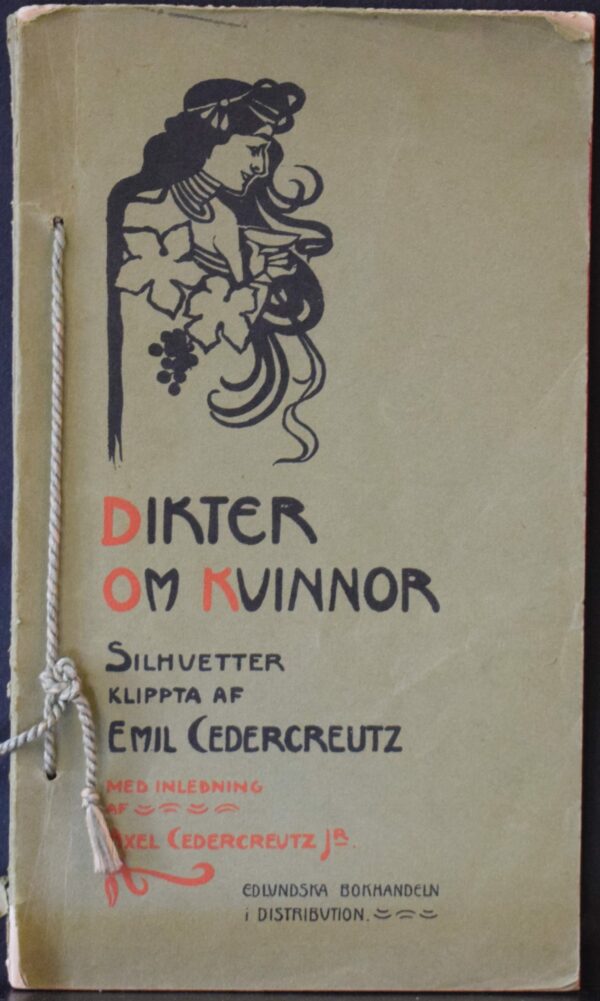 DIKTER
OM KVINNOR
SILHUETTER
KLIPPTA AF
EMIL CEDERCREUTZ
MED INLEDNING
AF
AXEL CEDERCREUTZ JR.
EDLUNDSKA BOKHANDELN
i DISTRIBUTION.